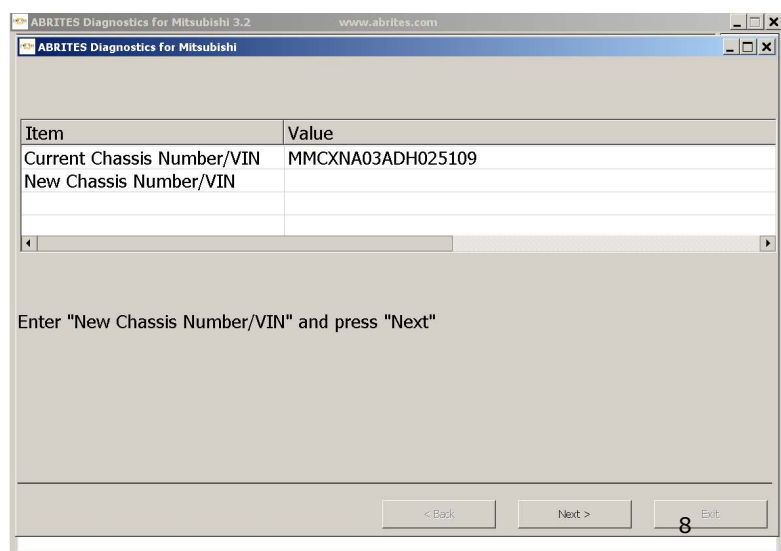 ABRITES Diagnostics for Mitsubishi 3.2 www.abrites.com
ABRITES Diagnostics for Mitsubishi
Item Value
Current Chassis Number/VIN MMCXNA03ADH025109
New Chassis Number/VIN
Enter "New Chassis Number/VIN" and press "Next"
< Back Next > Exit
8